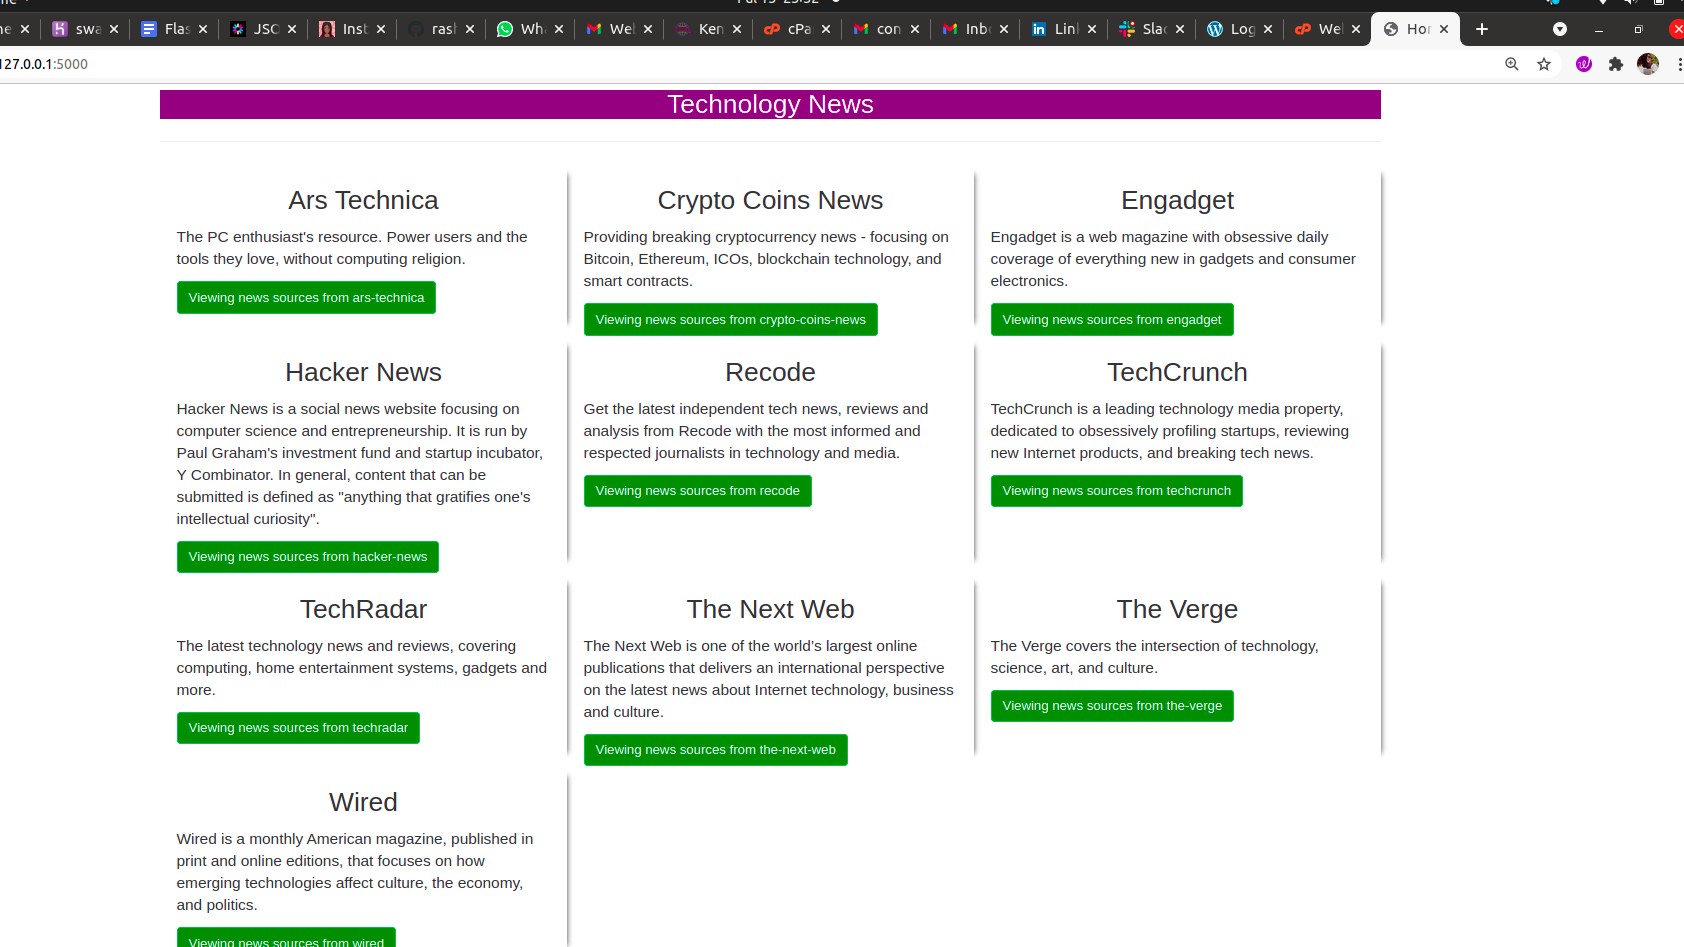 swa
Flas
JSO
Inst
rash
Wha
Wel
Ken
cPa
con
Inbo
Linl
Slac
Log
Wel
Hor
127.0.0.1:5000
Technology News
Ars Technica
The PC enthusiast's resource. Power users and the
tools they love, without computing religion.
Viewing news sources from ars-technica
Crypto Coins News
Providing breaking cryptocurrency news - focusing on
Bitcoin, Ethereum, ICOs, blockchain technology, and
smart contracts.
Viewing news sources from crypto-coins-news
Engadget
Engadget is a web magazine with obsessive daily
coverage of everything new in gadgets and consumer
electronics.
Viewing news sources from engadget
Hacker News
Hacker News is a social news website focusing on
computer science and entrepreneurship. It is run by
Paul Graham's investment fund and startup incubator,
Y Combinator. In general, content that can be
submitted is defined as "anything that gratifies one's
intellectual curiosity".
Viewing news sources from hacker-news
Recode
Get the latest independent tech news, reviews and
analysis from Recode with the most informed and
respected journalists in technology and media.
Viewing news sources from recode
TechCrunch
TechCrunch is a leading technology media property,
dedicated to obsessively profiling startups, reviewing
new Internet products, and breaking tech news.
Viewing news sources from techcrunch
TechRadar
The latest technology news and reviews, covering
computing, home entertainment systems, gadgets and
more.
Viewing news sources from techradar
The Next Web
The Next Web is one of the world's largest online
publications that delivers an international perspective
on the latest news about Internet technology, business
and culture.
Viewing news sources from the-next-web
The Verge
The Verge covers the intersection of technology,
science, art, and culture.
Viewing news sources from the-verge
Wired
Wired is a monthly American magazine, published in
print and online editions, that focuses on how
emerging technologies affect culture, the economy,
and politics.
Viewing news sources from wired